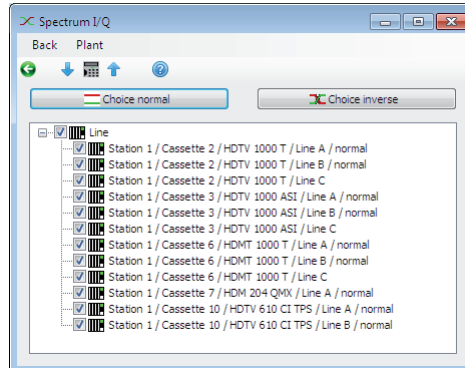 Spectrum I/Q
Back Plant
Choice normal Choice inverse
Line
Station 1 / Cassette 2 / HDTV 1000 T / Line A / normal
Station 1 / Cassette 2 / HDTV 1000 T / Line B / normal
Station 1 / Cassette 2 / HDTV 1000 T / Line C
Station 1 / Cassette 3 / HDTV 1000 ASI / Line A / normal
Station 1 / Cassette 3 / HDTV 1000 ASI / Line B / normal
Station 1 / Cassette 3 / HDTV 1000 ASI / Line C
Station 1 / Cassette 6 / HDMT 1000 T / Line A / normal
Station 1 / Cassette 6 / HDMT 1000 T / Line B / normal
Station 1 / Cassette 6 / HDMT 1000 T / Line C
Station 1 / Cassette 7 / HDM 204 QMX / Line A / normal
Station 1 / Cassette 10 / HDTV 610 CI TPS / Line A / normal
Station 1 / Cassette 10 / HDTV 610 CI TPS / Line B / normal